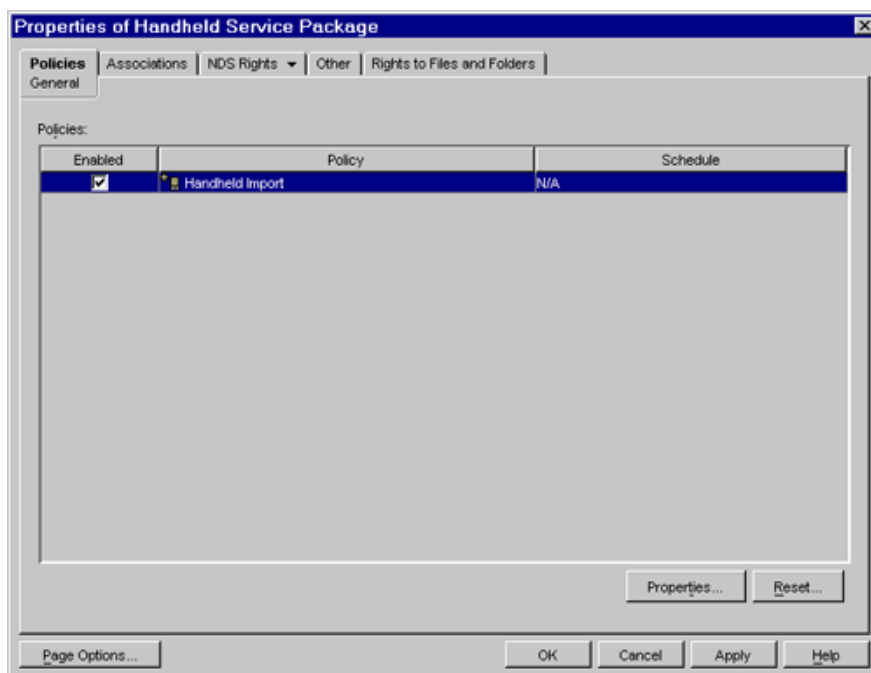 Properties of Handheld Service Package
Policies Associations NDS Rights Other Rights to Files and Folders
General
Policies:
Enabled Policy Schedule
Handheld Import N/A
Properties... Reset...
Page Options... OK Cancel Apply Help